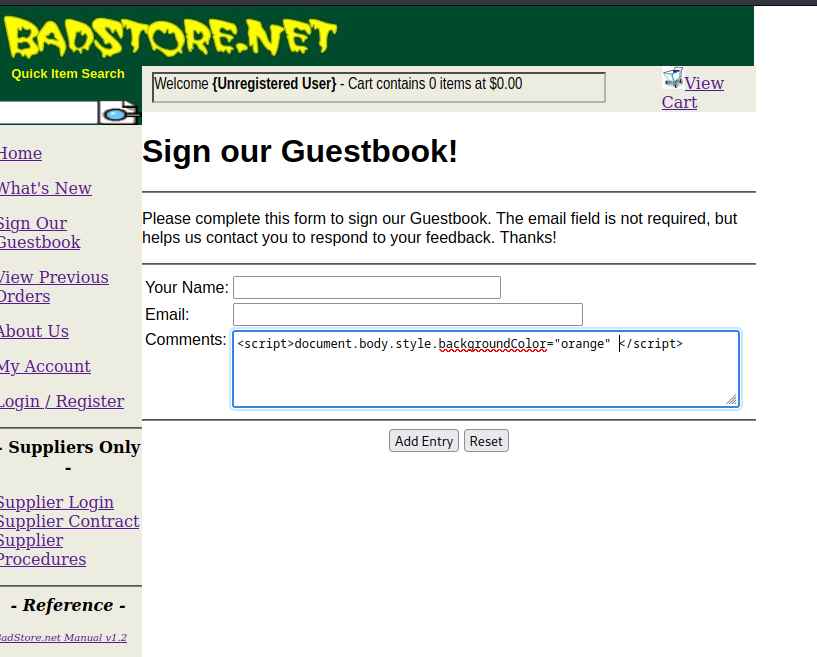 BADSTORE.NET
Quick Item Search
Welcome {Unregistered User} - Cart contains 0 items at $0.00
View
Cart
Home
What's New
Sign Our
Guestbook
View Previous
Orders
About Us
My Account
Login / Register
- Suppliers Only
-
Supplier Login
Supplier Contract
Supplier
Procedures
- Reference -
BadStore.net Manual v1.2
Sign our Guestbook!
Please complete this form to sign our Guestbook. The email field is not required, but
helps us contact you to respond to your feedback. Thanks!
Your Name:
Email:
Comments:
<script>document.body.style.backgroundColor="orange" </script>
Add Entry
Reset